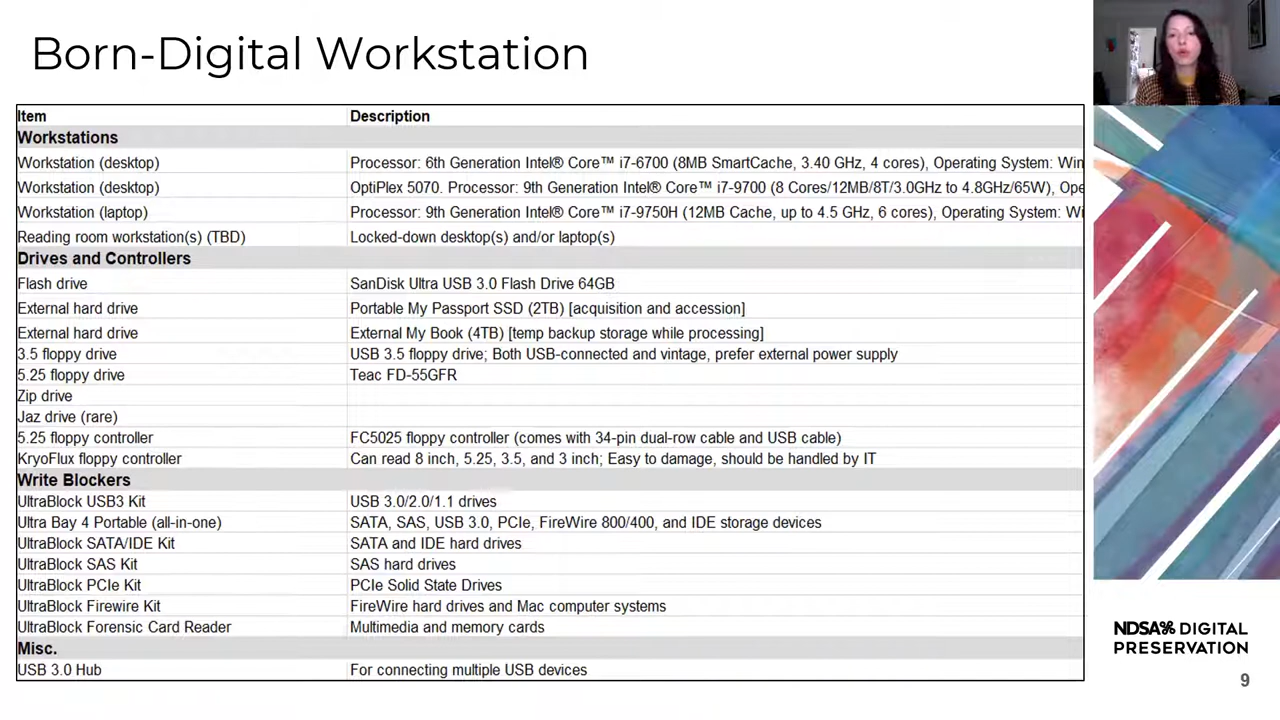 Born-Digital Workstation
Item Description
Workstations
Workstation (desktop) Processor: 6th Generation Intel® Core™ i7-6700 (8MB SmartCache, 3.40 GHz, 4 cores), Operating System: Win
Workstation (desktop) OptiPlex 5070. Processor: 9th Generation Intel® Core™ i7-9700 (8 Cores/12MB/8T/3.0GHz to 4.8GHz/65W), Ope
Workstation (laptop) Processor: 9th Generation Intel® Core™ i7-9750H (12MB Cache, up to 4.5 GHz, 6 cores), Operating System: Wi
Reading room workstation(s) (TBD) Locked-down desktop(s) and/or laptop(s)
Drives and Controllers
Flash drive SanDisk Ultra USB 3.0 Flash Drive 64GB
External hard drive Portable My Passport SSD (2TB) [acquisition and accession]
External hard drive External My Book (4TB) [temp backup storage while processing]
3.5 floppy drive USB 3.5 floppy drive; Both USB-connected and vintage, prefer external power supply
5.25 floppy drive Teac FD-55GFR
Zip drive
Jaz drive (rare)
5.25 floppy controller FC5025 floppy controller (comes with 34-pin dual-row cable and USB cable)
KryoFlux floppy controller Can read 8 inch, 5.25, 3.5, and 3 inch; Easy to damage, should be handled by IT
Write Blockers
UltraBlock USB3 Kit USB 3.0/2.0/1.1 drives
Ultra Bay 4 Portable (all-in-one) SATA, SAS, USB 3.0, PCIe, FireWire 800/400, and IDE storage devices
UltraBlock SATA/IDE Kit SATA and IDE hard drives
UltraBlock SAS Kit SAS hard drives
UltraBlock PCIe Kit PCIe Solid State Drives
UltraBlock Firewire Kit FireWire hard drives and Mac computer systems
UltraBlock Forensic Card Reader Multimedia and memory cards
Misc.
USB 3.0 Hub For connecting multiple USB devices
NDSA DIGITAL
PRESERVATION
9